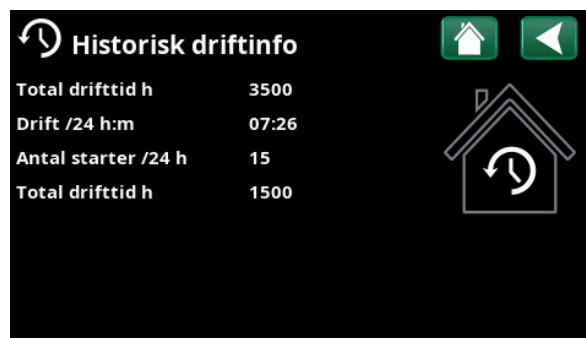 Historisk driftinfo
Total drifttid h 3500
Drift /24 h:m 07:26
Antal starter /24 h 15
Total drifttid h 1500